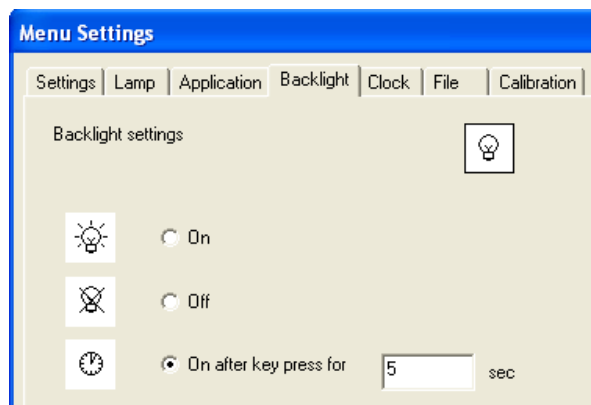 Menu Settings
Settings Lamp Application Backlight Clock File Calibration
Backlight settings
On
Off
On after key press for 5 sec